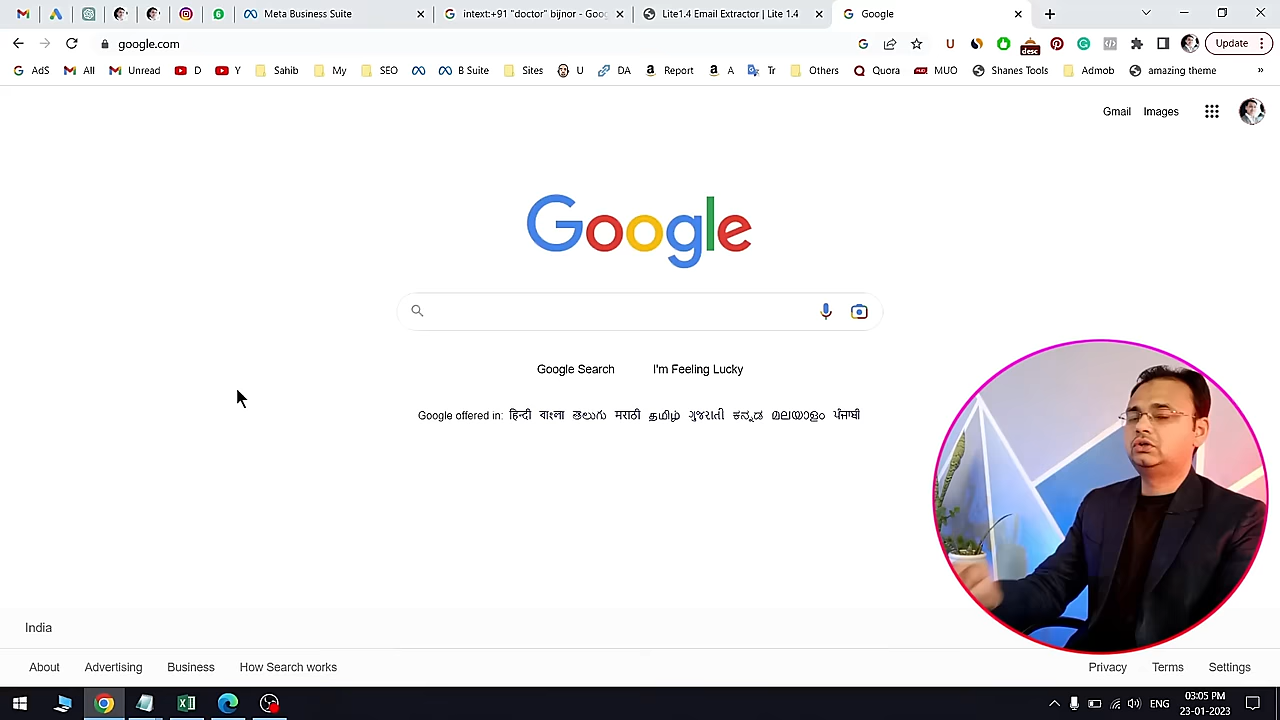 Meta Business Suite
intext:+91 "doctor" bijnor - Goo
Lite1.4 Email Extractor | Lite 1.4
Google
google.com
desc
Update
AdS
All
Unread
D
Y
Sahib
My
SEO
B Suite
Sites
U
DA
Report
A
Tr
Others
Quora
MUO
Shanes Tools
Admob
amazing theme
Gmail
Images
Google
Google Search
I'm Feeling Lucky
Google offered in: हिन्दी বাংলা తెలుగు मराठी தமிழ் ગુજરાતી ಕನ್ನಡ മലയാളം ਪੰਜਾਬੀ
India
About
Advertising
Business
How Search works
Privacy
Terms
Settings
ENG
03:05 PM
23-01-2023